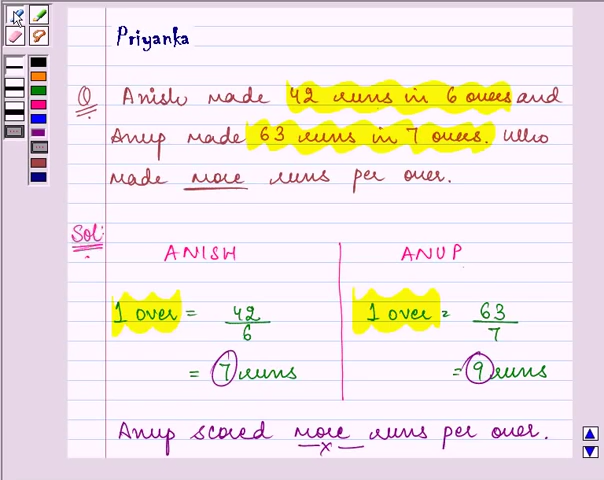 Priyanka
Q Anish made 42 runs in 6 overs and
Anup made 63 runs in 7 overs. Who
made more runs per over.
Sol:
ANISH ANUP
1 over = 42/6 1 over = 63/7
= 7 runs = 9 runs
Anup scored more runs per over.